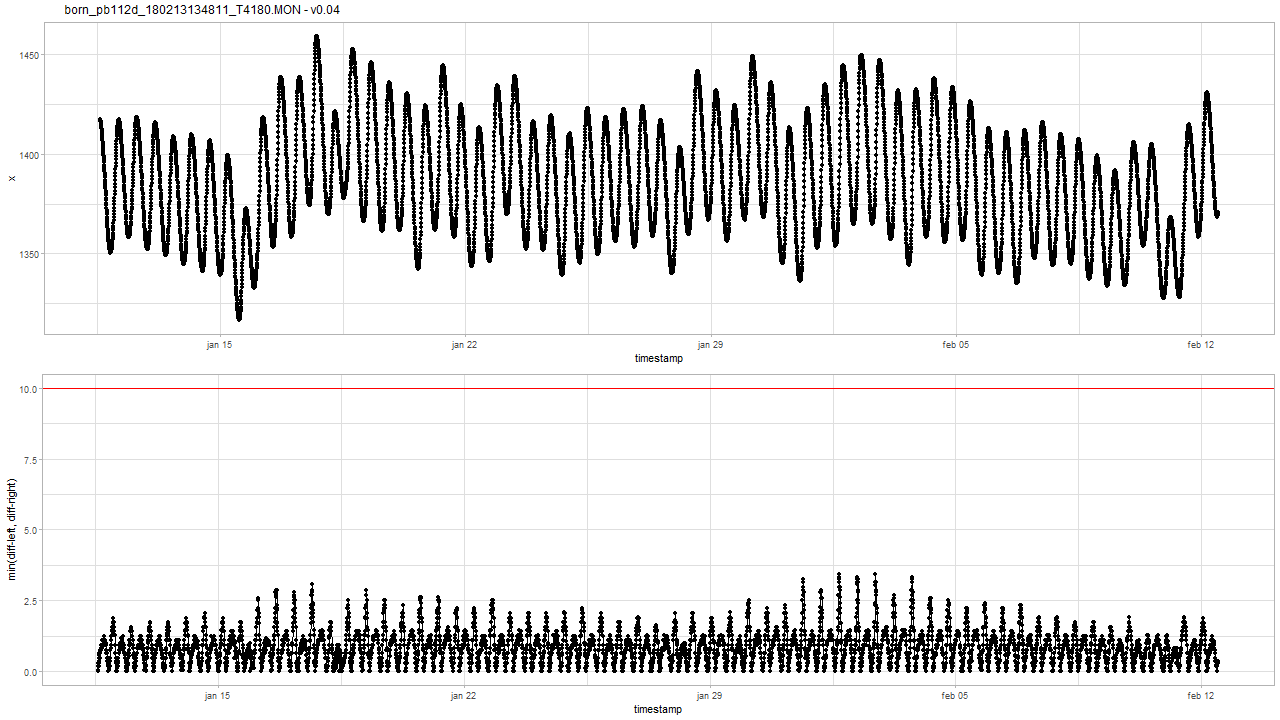 born_pb112d_180213134811_T4180.MON - v0.04
1450
1400
1350
x
jan 15 jan 22 jan 29 feb 05 feb 12
timestamp
10.0
7.5
5.0
2.5
0.0
min(diff-left, diff-right)
jan 15 jan 22 jan 29 feb 05 feb 12
timestamp